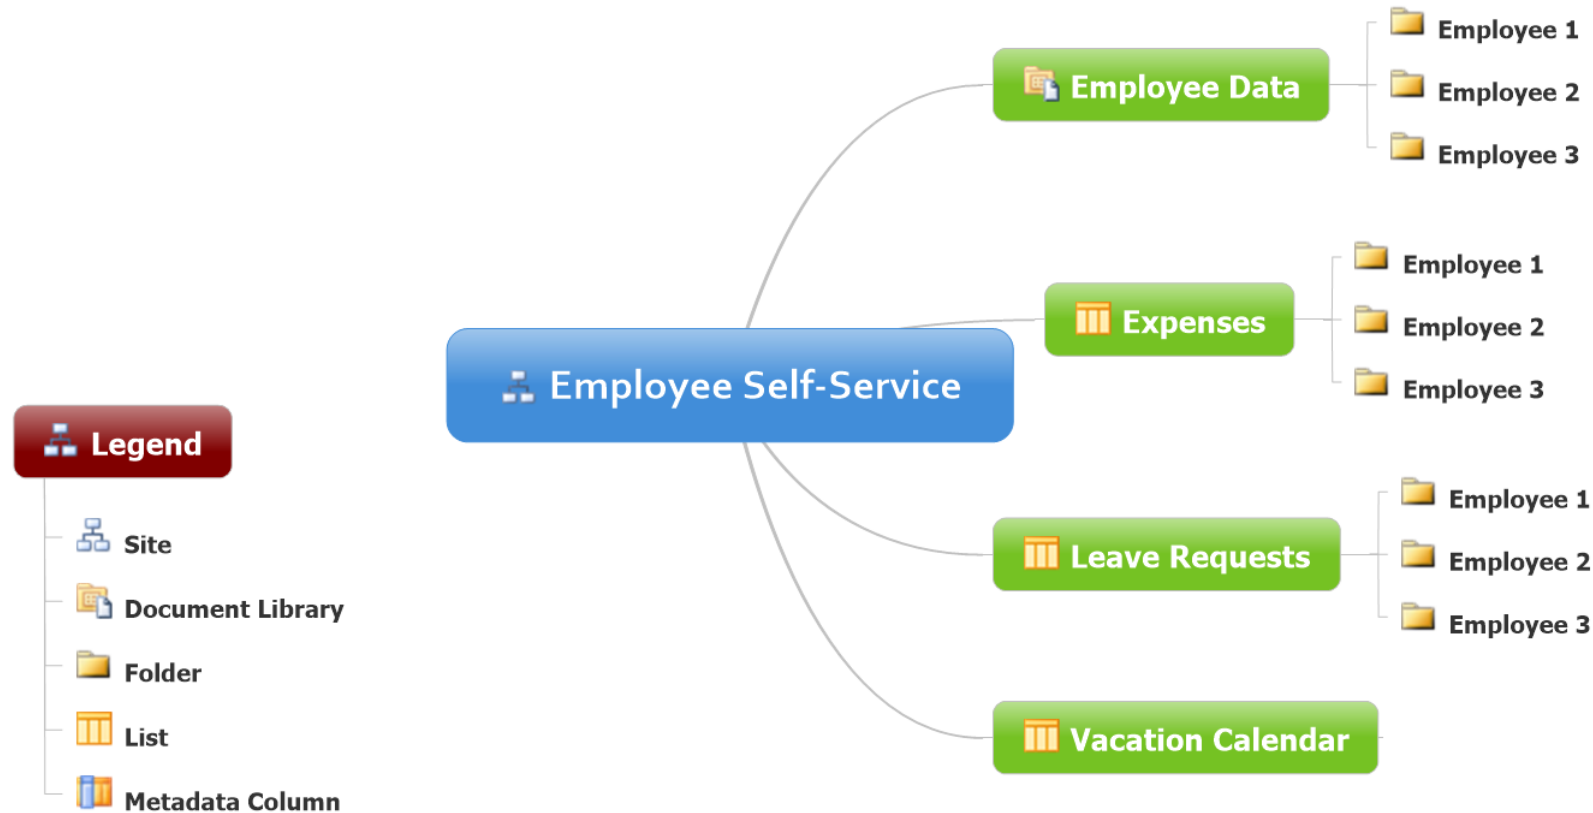 Employee Self-Service
Employee Data
Employee 1
Employee 2
Employee 3
Expenses
Employee 1
Employee 2
Employee 3
Leave Requests
Employee 1
Employee 2
Employee 3
Vacation Calendar
Legend
Site
Document Library
Folder
List
Metadata Column